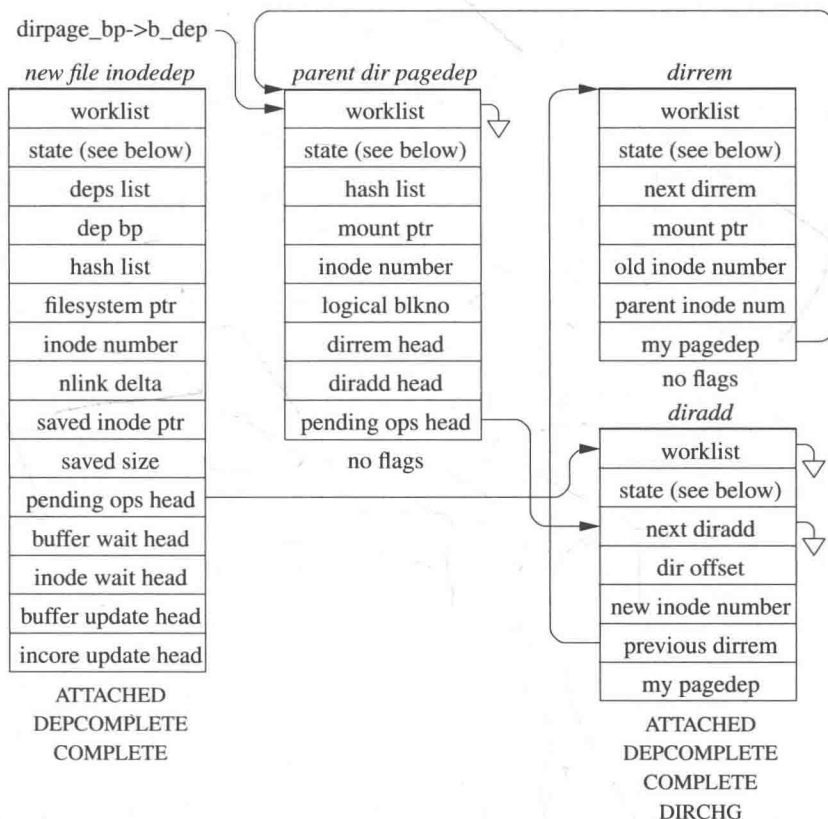 dirpage_bp->b_dep
new file inodedep
worklist
state (see below)
deps list
dep bp
hash list
filesystem ptr
inode number
nlink delta
saved inode ptr
saved size
pending ops head
buffer wait head
inode wait head
buffer update head
incore update head
ATTACHED
DEPCOMPLETE
COMPLETE
parent dir pagedep
worklist
state (see below)
hash list
mount ptr
inode number
logical blkno
dirrem head
diradd head
pending ops head
no flags
dirrem
worklist
state (see below)
next dirrem
mount ptr
old inode number
parent inode num
my pagedep
no flags
diradd
worklist
state (see below)
next diradd
dir offset
new inode number
previous dirrem
my pagedep
ATTACHED
DEPCOMPLETE
COMPLETE
DIRCHG